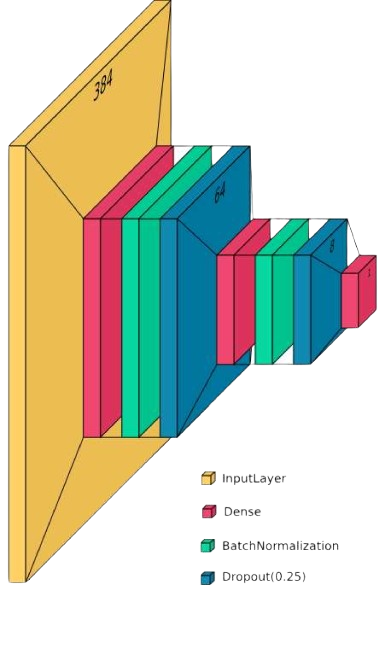 384
64
8
1
InputLayer
Dense
BatchNormalization
Dropout(0.25)